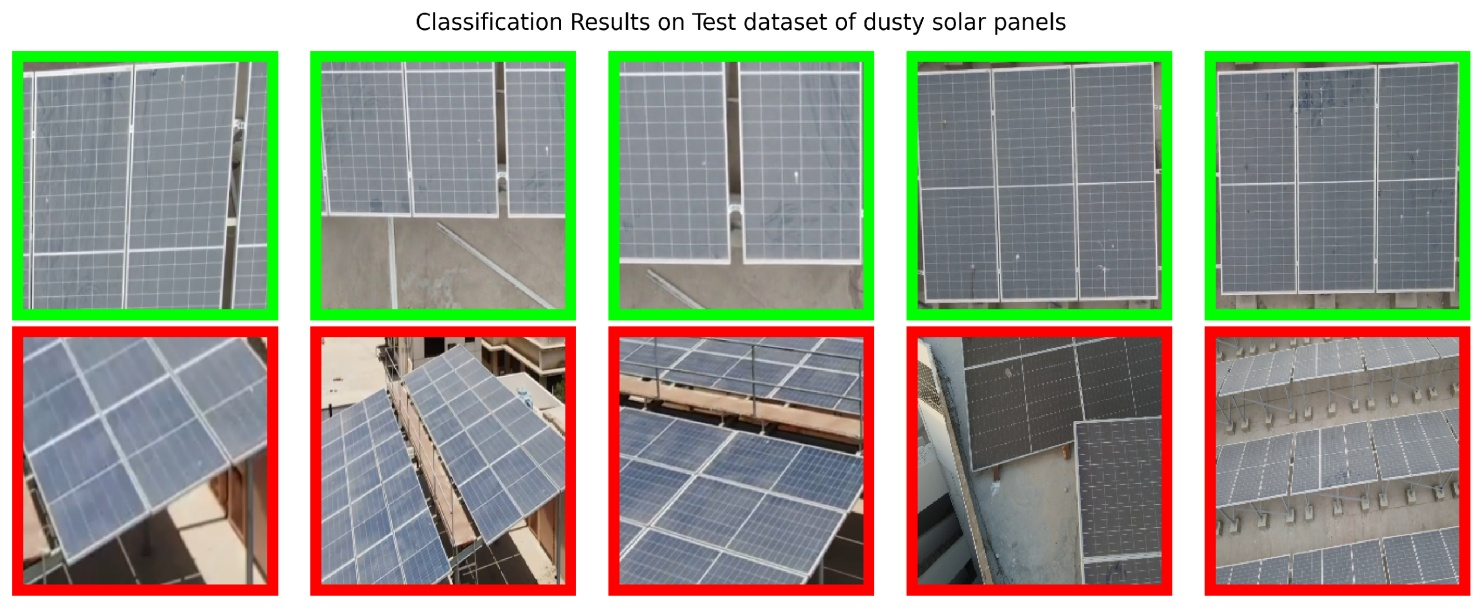 Classification Results on Test dataset of dusty solar panels